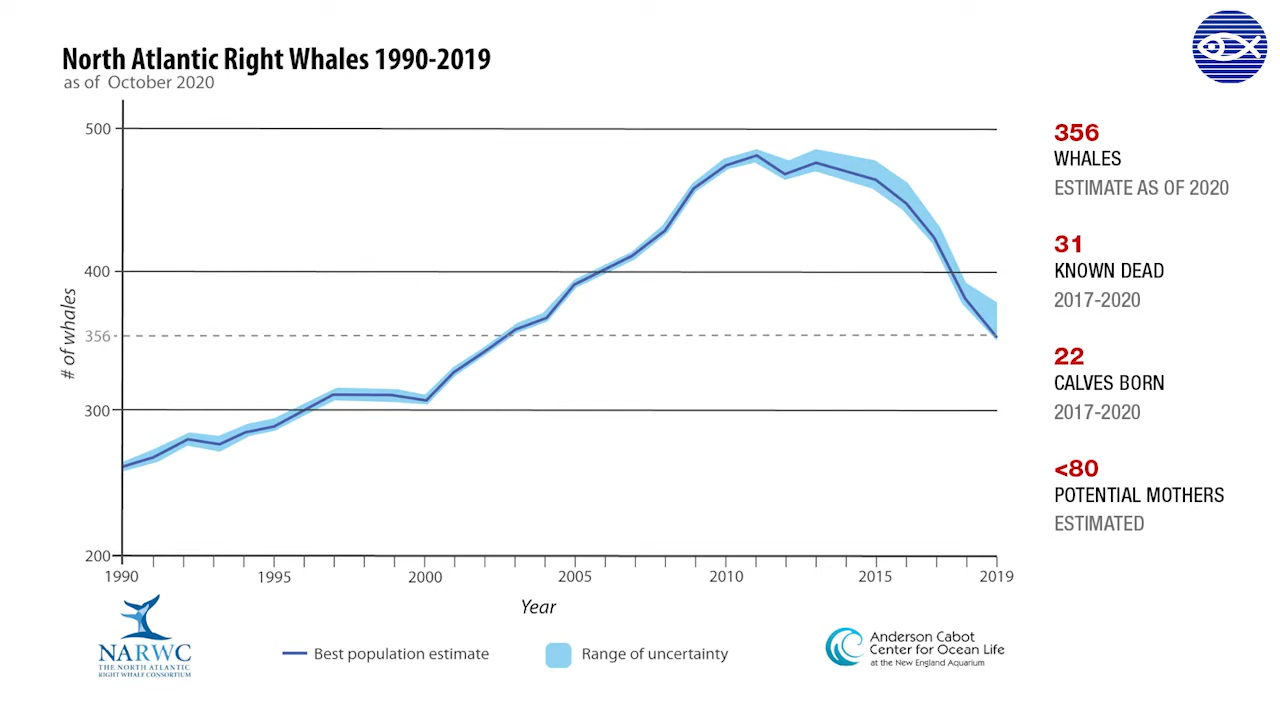 North Atlantic Right Whales 1990-2019
as of October 2020
500
400
356
300
200
# of whales
1990
1995
2000
2005
2010
2015
2019
Year
356
WHALES
ESTIMATE AS OF 2020
31
KNOWN DEAD
2017-2020
22
CALVES BORN
2017-2020
<80
POTENTIAL MOTHERS
ESTIMATED
NARWC
THE NORTH ATLANTIC
RIGHT WHALE CONSORTIUM
Best population estimate
Range of uncertainty
Anderson Cabot
Center for Ocean Life
at the New England Aquarium